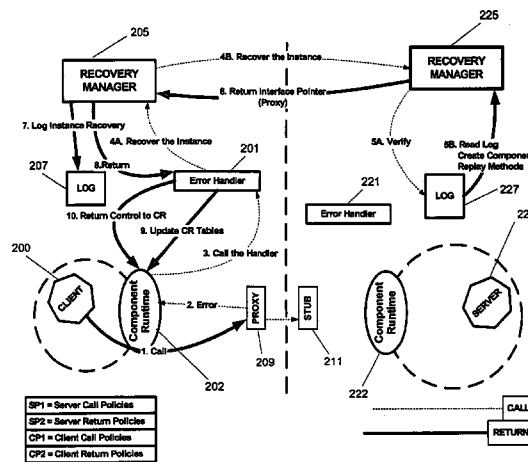 205
225
RECOVERY
MANAGER
4B. Recover the Instance
RECOVERY
MANAGER
6. Return Interface Pointer
(Proxy)
7. Log Instance Recovery
4A. Recover the Instance
8.Return
5A. Verify
5B. Read Log
Create Component
Replay Methods
207
LOG
201
Error Handler
221
Error Handler
LOG
227
10. Return Control to CR
9. Update CR Tables
3. Call the Handler
200
CLIENT
Component
Runtime
2. Error
PROXY
STUB
Component
Runtime
SERVER
1. Call
202
209
211
222
SP1 = Server Call Policies
SP2 = Server Return Policies
CP1 = Client Call Policies
CP2 = Client Return Policies
CALL
RETURN